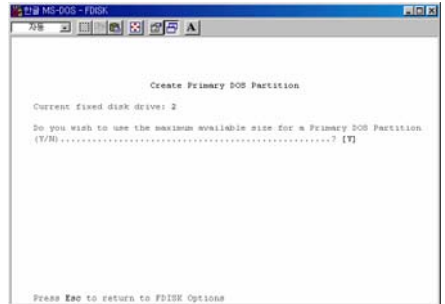 한글 MS-DOS - FDISK
자동
A
Create Primary DOS Partition
Current fixed disk drive: 2
Do you wish to use the maximum available size for a Primary DOS Partition
(Y/N)..................................................? [Y]
Press Esc to return to FDISK Options